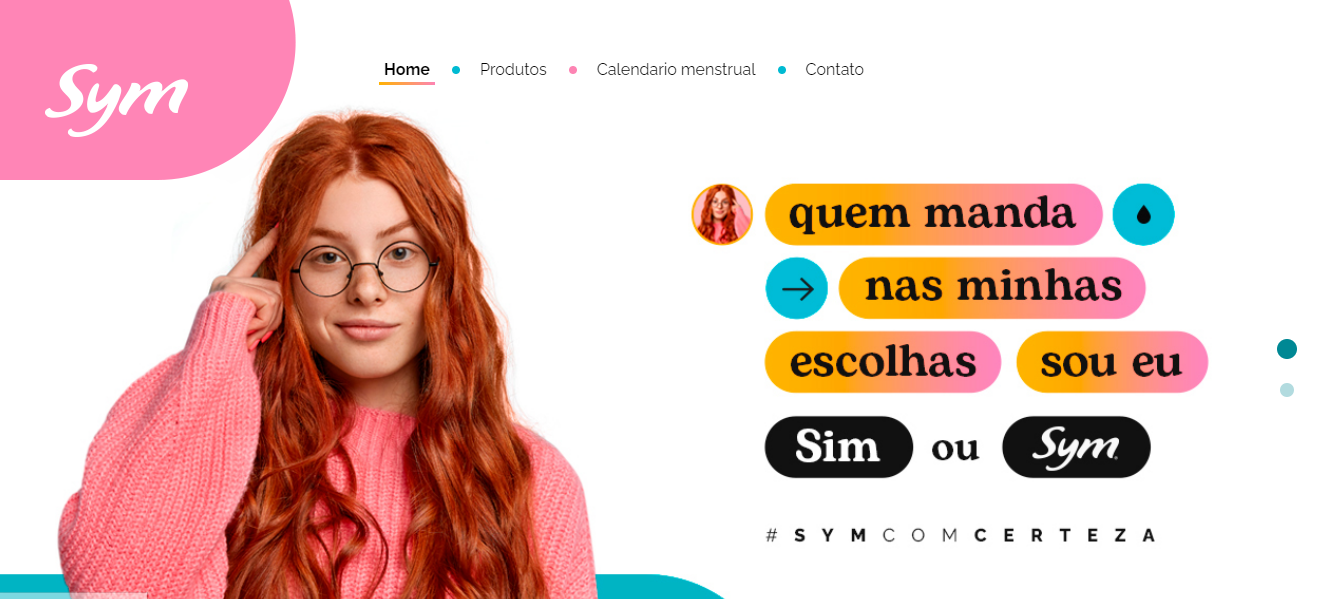 Sym
Home Produtos Calendario menstrual Contato
quem manda
nas minhas
escolhas sou eu
Sim ou Sym
#SYMCOMCERTEZA